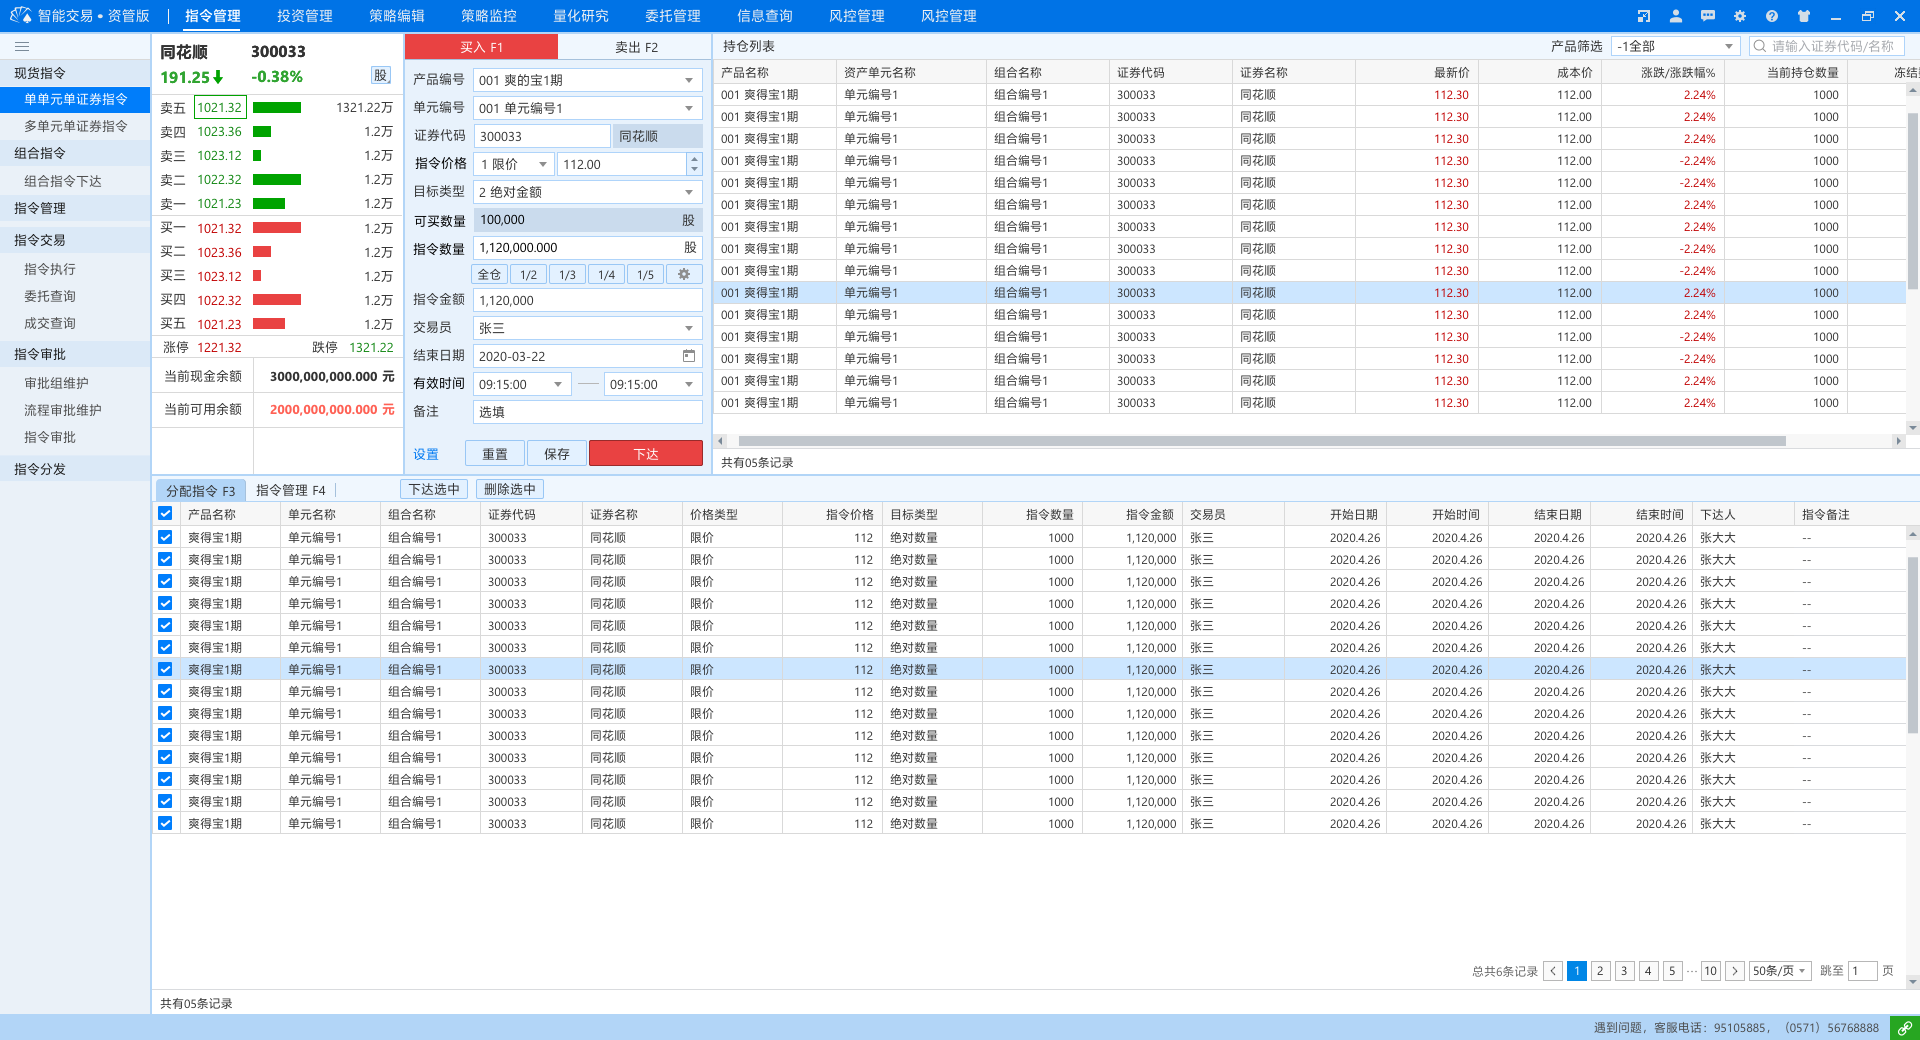 智能交易•资管版 指令管理 投资管理 策略编辑 策略监控 量化研究 委托管理 信息查询 风控管理 风控管理
现货指令
单单元单证券指令
多单元单证券指令
组合指令
组合指令下达
指令管理
指令交易
指令执行
委托查询
成交查询
指令审批
审批组维护
流程审批维护
指令审批
指令分发
同花顺 300033
191.25 -0.38% 股
卖五 1021.32 1321.22万
卖四 1023.36 1.2万
卖三 1023.12 1.2万
卖二 1022.32 1.2万
卖一 1021.23 1.2万
买一 1021.32 1.2万
买二 1023.36 1.2万
买三 1023.12 1.2万
买四 1022.32 1.2万
买五 1021.23 1.2万
涨停 1221.32 跌停 1321.22
当前现金余额 3000,000,000.000 元
当前可用余额 2000,000,000.000 元
买入 F1 卖出 F2
产品编号 001 爽的宝1期
单元编号 001 单元编号1
证券代码 300033 同花顺
指令价格 1 限价 112.00
目标类型 2 绝对金额
可买数量 100,000 股
指令数量 1,120,000.000 股
全仓 1/2 1/3 1/4 1/5
指令金额 1,120,000
交易员 张三
结束日期 2020-03-22
有效时间 09:15:00 09:15:00
备注 选填
设置 重置 保存 下达
持仓列表 产品筛选 -1全部 请输入证券代码/名称
产品名称 资产单元名称 组合名称 证券代码 证券名称 最新价 成本价 涨跌/涨跌幅% 当前持仓数量
001 爽得宝1期 单元编号1 组合编号1 300033 同花顺 112.30 112.00 2.24% 1000
001 爽得宝1期 单元编号1 组合编号1 300033 同花顺 112.30 112.00 2.24% 1000
001 爽得宝1期 单元编号1 组合编号1 300033 同花顺 112.30 112.00 2.24% 1000
001 爽得宝1期 单元编号1 组合编号1 300033 同花顺 112.30 112.00 -2.24% 1000
001 爽得宝1期 单元编号1 组合编号1 300033 同花顺 112.30 112.00 -2.24% 1000
001 爽得宝1期 单元编号1 组合编号1 300033 同花顺 112.30 112.00 2.24% 1000
001 爽得宝1期 单元编号1 组合编号1 300033 同花顺 112.30 112.00 2.24% 1000
001 爽得宝1期 单元编号1 组合编号1 300033 同花顺 112.30 112.00 -2.24% 1000
001 爽得宝1期 单元编号1 组合编号1 300033 同花顺 112.30 112.00 -2.24% 1000
001 爽得宝1期 单元编号1 组合编号1 300033 同花顺 112.30 112.00 2.24% 1000
001 爽得宝1期 单元编号1 组合编号1 300033 同花顺 112.30 112.00 2.24% 1000
001 爽得宝1期 单元编号1 组合编号1 300033 同花顺 112.30 112.00 -2.24% 1000
001 爽得宝1期 单元编号1 组合编号1 300033 同花顺 112.30 112.00 -2.24% 1000
001 爽得宝1期 单元编号1 组合编号1 300033 同花顺 112.30 112.00 2.24% 1000
001 爽得宝1期 单元编号1 组合编号1 300033 同花顺 112.30 112.00 2.24% 1000
共有05条记录
分配指令 F3 指令管理 F4 下达选中 删除选中
产品名称 单元名称 组合名称 证券代码 证券名称 价格类型 指令价格 目标类型 指令数量 指令金额 交易员 开始日期 开始时间 结束日期 结束时间 下达人 指令备注
爽得宝1期 单元编号1 组合编号1 300033 同花顺 限价 112 绝对数量 1000 1,120,000 张三 2020.4.26 2020.4.26 2020.4.26 2020.4.26 张大大 --
爽得宝1期 单元编号1 组合编号1 300033 同花顺 限价 112 绝对数量 1000 1,120,000 张三 2020.4.26 2020.4.26 2020.4.26 2020.4.26 张大大 --
爽得宝1期 单元编号1 组合编号1 300033 同花顺 限价 112 绝对数量 1000 1,120,000 张三 2020.4.26 2020.4.26 2020.4.26 2020.4.26 张大大 --
爽得宝1期 单元编号1 组合编号1 300033 同花顺 限价 112 绝对数量 1000 1,120,000 张三 2020.4.26 2020.4.26 2020.4.26 2020.4.26 张大大 --
爽得宝1期 单元编号1 组合编号1 300033 同花顺 限价 112 绝对数量 1000 1,120,000 张三 2020.4.26 2020.4.26 2020.4.26 2020.4.26 张大大 --
爽得宝1期 单元编号1 组合编号1 300033 同花顺 限价 112 绝对数量 1000 1,120,000 张三 2020.4.26 2020.4.26 2020.4.26 2020.4.26 张大大 --
爽得宝1期 单元编号1 组合编号1 300033 同花顺 限价 112 绝对数量 1000 1,120,000 张三 2020.4.26 2020.4.26 2020.4.26 2020.4.26 张大大 --
爽得宝1期 单元编号1 组合编号1 300033 同花顺 限价 112 绝对数量 1000 1,120,000 张三 2020.4.26 2020.4.26 2020.4.26 2020.4.26 张大大 --
爽得宝1期 单元编号1 组合编号1 300033 同花顺 限价 112 绝对数量 1000 1,120,000 张三 2020.4.26 2020.4.26 2020.4.26 2020.4.26 张大大 --
爽得宝1期 单元编号1 组合编号1 300033 同花顺 限价 112 绝对数量 1000 1,120,000 张三 2020.4.26 2020.4.26 2020.4.26 2020.4.26 张大大 --
爽得宝1期 单元编号1 组合编号1 300033 同花顺 限价 112 绝对数量 1000 1,120,000 张三 2020.4.26 2020.4.26 2020.4.26 2020.4.26 张大大 --
爽得宝1期 单元编号1 组合编号1 300033 同花顺 限价 112 绝对数量 1000 1,120,000 张三 2020.4.26 2020.4.26 2020.4.26 2020.4.26 张大大 --
爽得宝1期 单元编号1 组合编号1 300033 同花顺 限价 112 绝对数量 1000 1,120,000 张三 2020.4.26 2020.4.26 2020.4.26 2020.4.26 张大大 --
爽得宝1期 单元编号1 组合编号1 300033 同花顺 限价 112 绝对数量 1000 1,120,000 张三 2020.4.26 2020.4.26 2020.4.26 2020.4.26 张大大 --
总共6条记录 < 1 2 3 4 5 ··· 10 > 50条/页 跳至 1 页
共有05条记录
遇到问题，客服电话：95105885，（0571）56768888